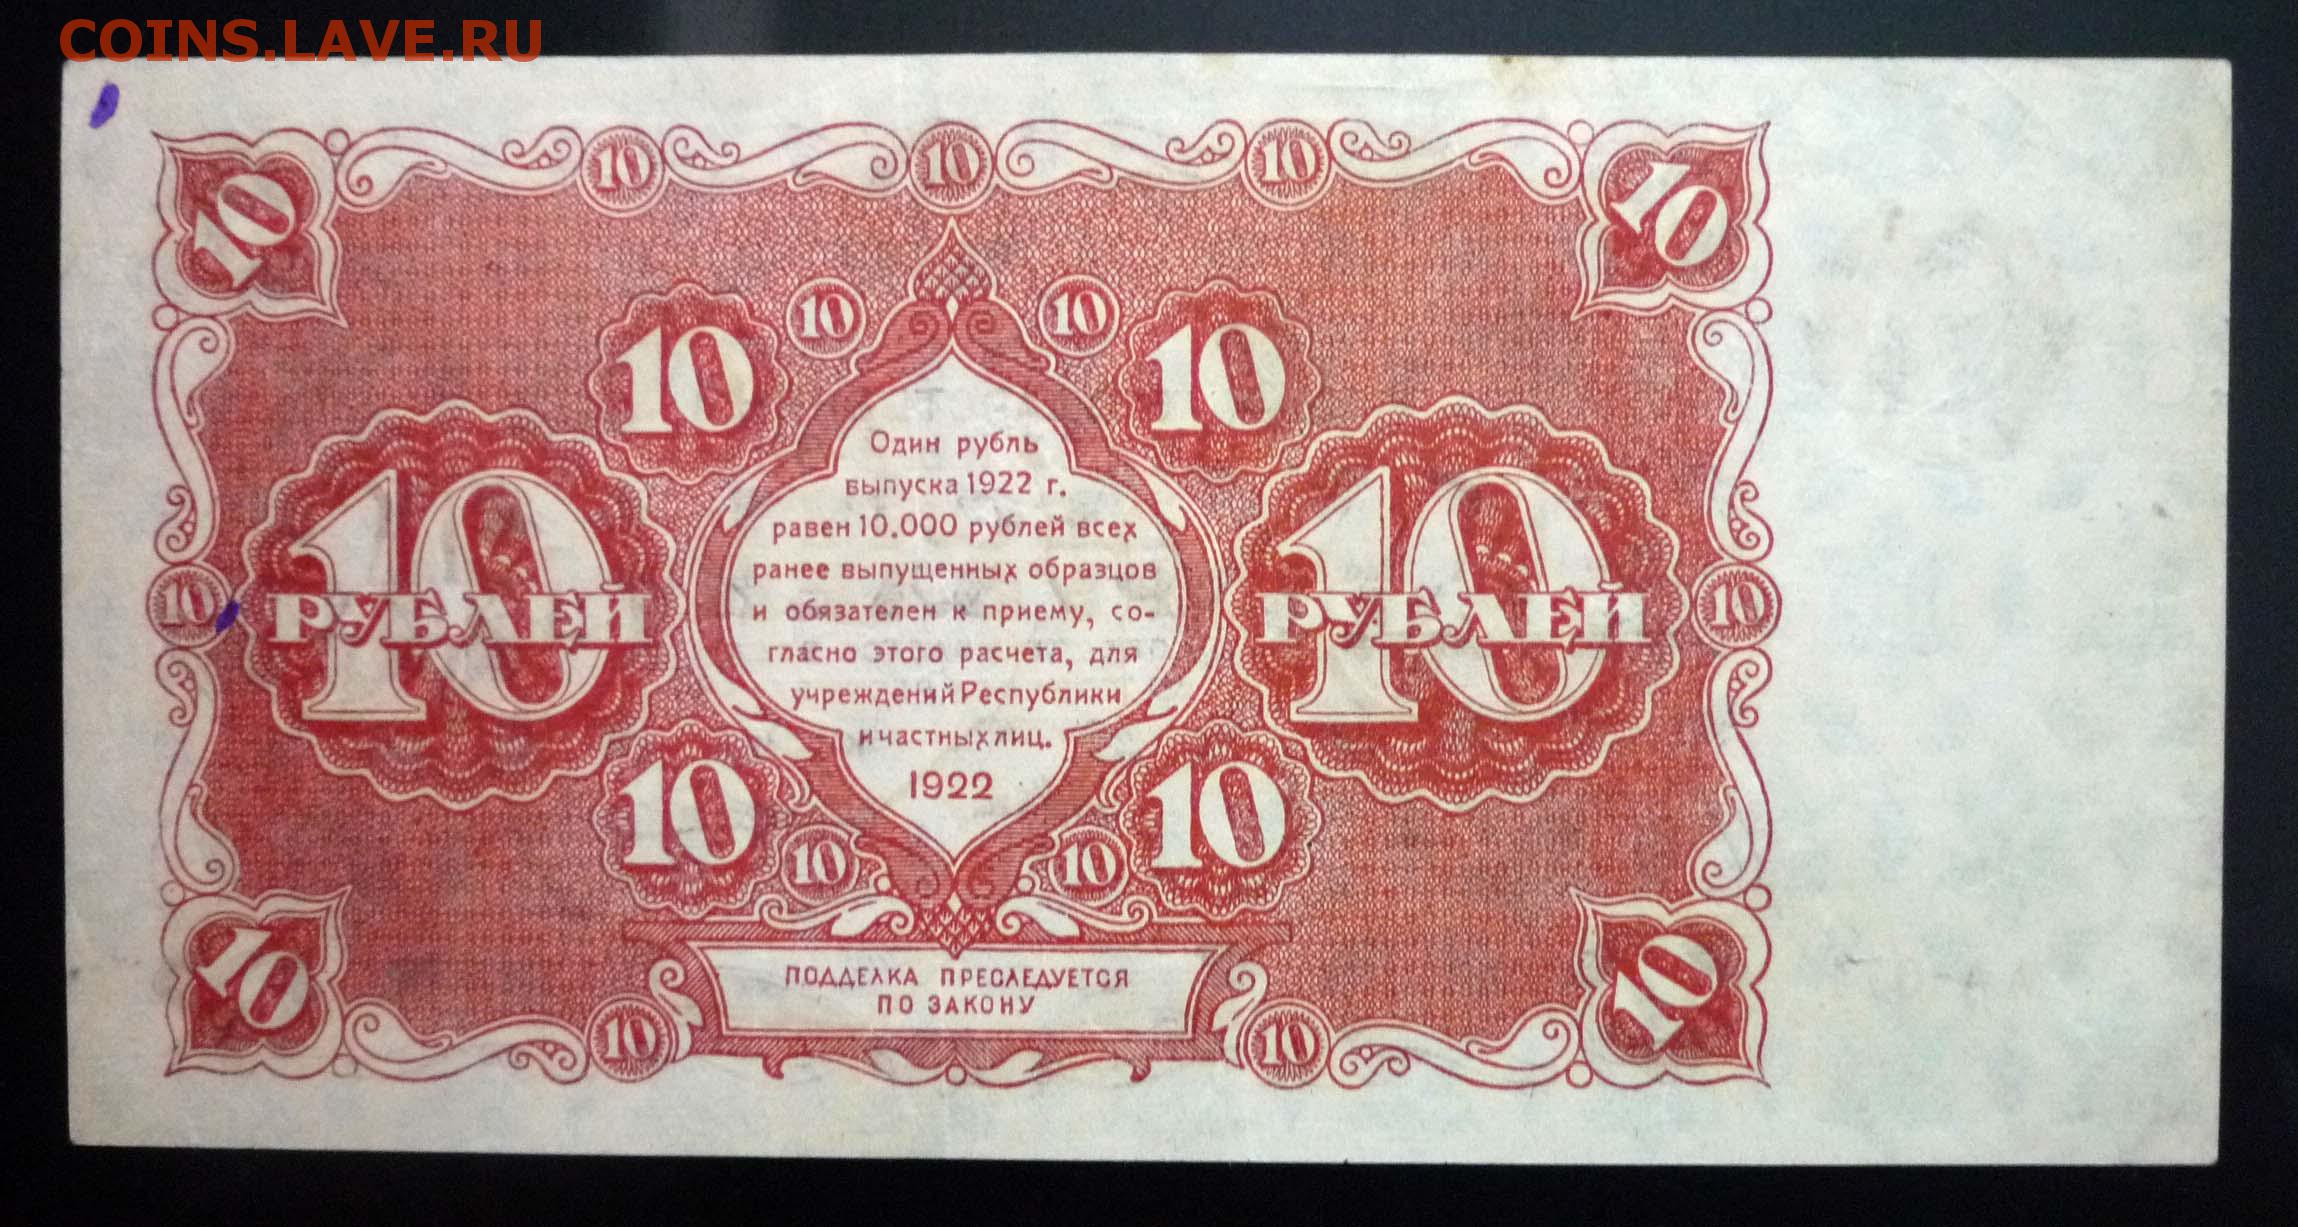 COINS.LAVE.RU
10 10 10 10 10
10 10 10 10
Один рубль
выпуска 1922 г.
равен 10.000 рублей всех
ранее выпущенных образцов
и обязателен к приему, со-
гласно этого расчета, для
учреждений Республики
и частных лиц.
1922
10 РУБЛЕЙ
10 РУБЛЕЙ
10 10
10 10 10 10
ПОДДЕЛКА ПРЕСЛЕДУЕТСЯ
ПО ЗАКОНУ
10 10 10 10